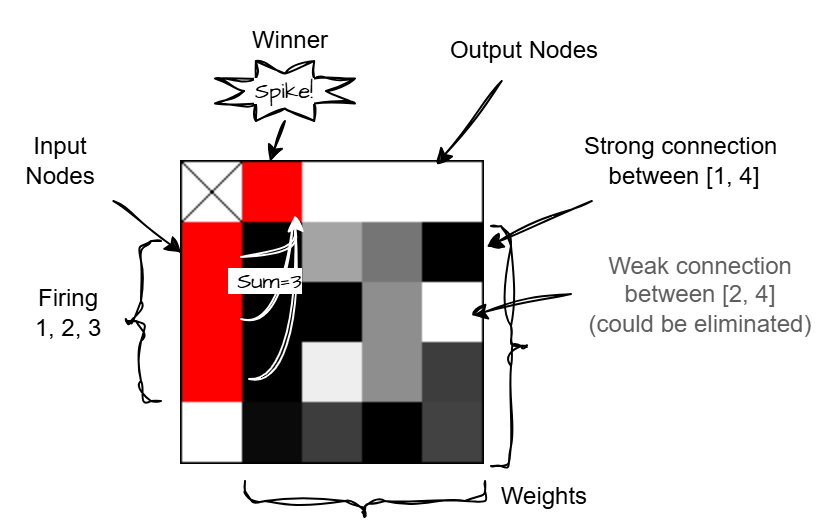 Winner
Spike!
Output Nodes
Input
Nodes
Strong connection
between [1, 4]
Firing
1, 2, 3
Sum=3
Weak connection
between [2, 4]
(could be eliminated)
Weights